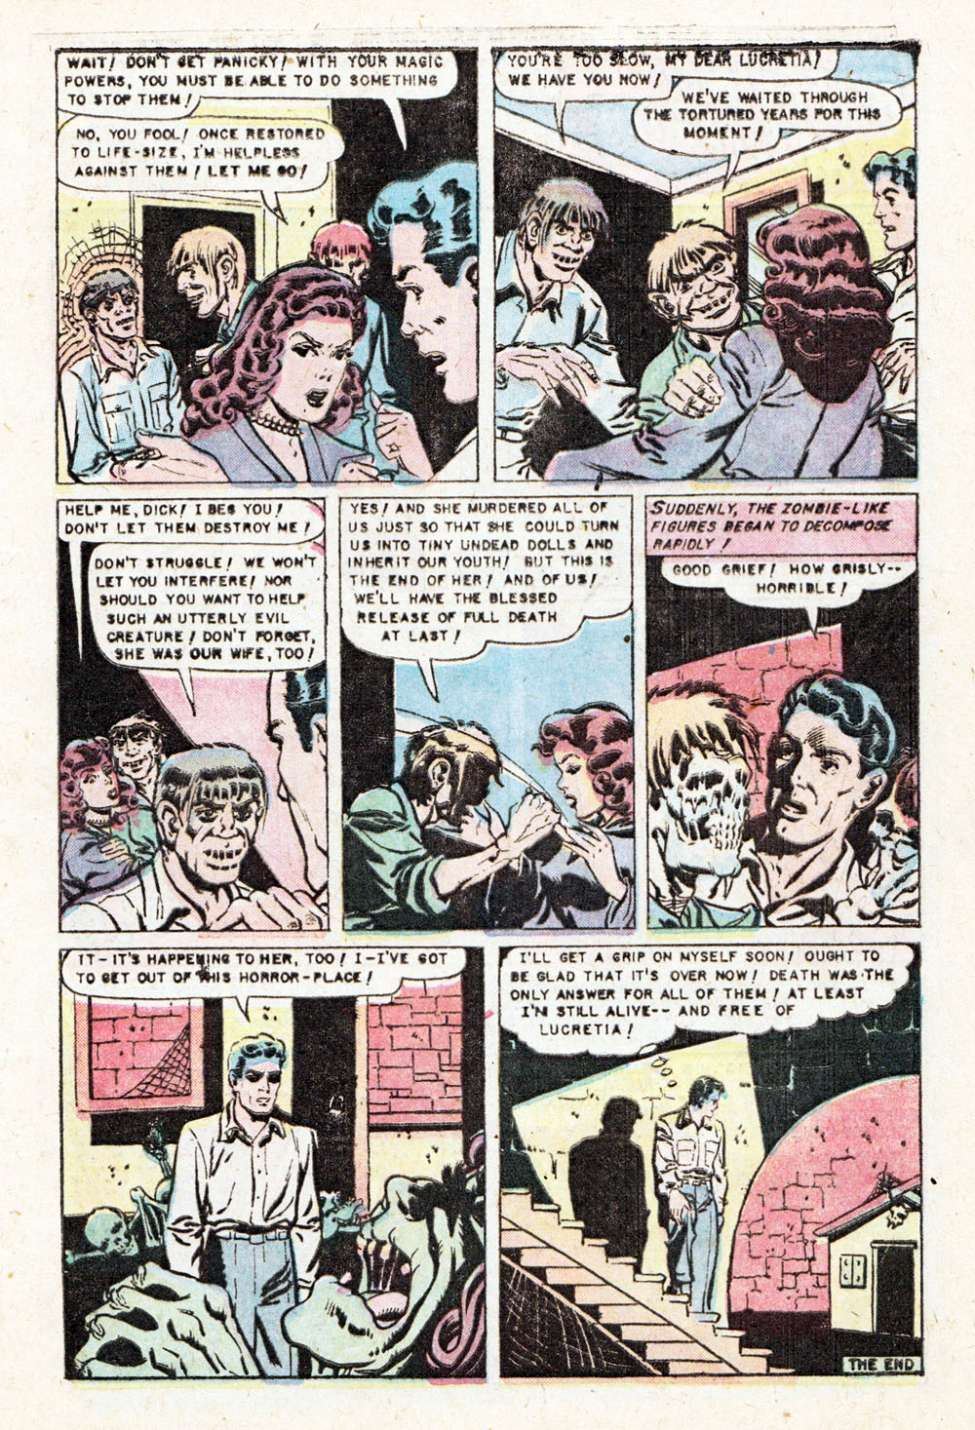 WAIT! DON'T GET PANICKY! WITH YOUR MAGIC
POWERS, YOU MUST BE ABLE TO DO SOMETHING
TO STOP THEM!
NO, YOU FOOL! ONCE RESTORED
TO LIFE-SIZE, I'M HELPLESS
AGAINST THEM! LET ME GO!
YOU'RE TOO SLOW, MY DEAR LUCRETIA!
WE HAVE YOU NOW!
WE'VE WAITED THROUGH
THE TORTURED YEARS FOR THIS
MOMENT!
HELP ME, DICK! I BEG YOU!
DON'T LET THEM DESTROY ME!
DON'T STRUGGLE! WE WON'T
LET YOU INTERFERE! NOR
SHOULD YOU WANT TO HELP
SUCH AN UTTERLY EVIL
CREATURE! DON'T FORGET,
SHE WAS OUR WIFE, TOO!
YES! AND SHE MURDERED ALL OF
US JUST SO THAT SHE COULD TURN
US INTO TINY UNDEAD DOLLS AND
INHERIT OUR YOUTH! BUT THIS IS
THE END OF HER! AND OF US!
WE'LL HAVE THE BLESSED
RELEASE OF FULL DEATH
AT LAST!
SUDDENLY, THE ZOMBIE-LIKE
FIGURES BEGAN TO DECOMPOSE
RAPIDLY!
GOOD GRIEF! HOW GRISLY--
HORRIBLE!
IT-IT'S HAPPENING TO HER, TOO! I-I'VE GOT
TO GET OUT OF THIS HORROR-PLACE!
I'LL GET A GRIP ON MYSELF SOON! OUGHT TO
BE GLAD THAT IT'S OVER NOW! DEATH WAS THE
ONLY ANSWER FOR ALL OF THEM! AT LEAST
I'M STILL ALIVE-- AND FREE OF
LUCRETIA!
THE END